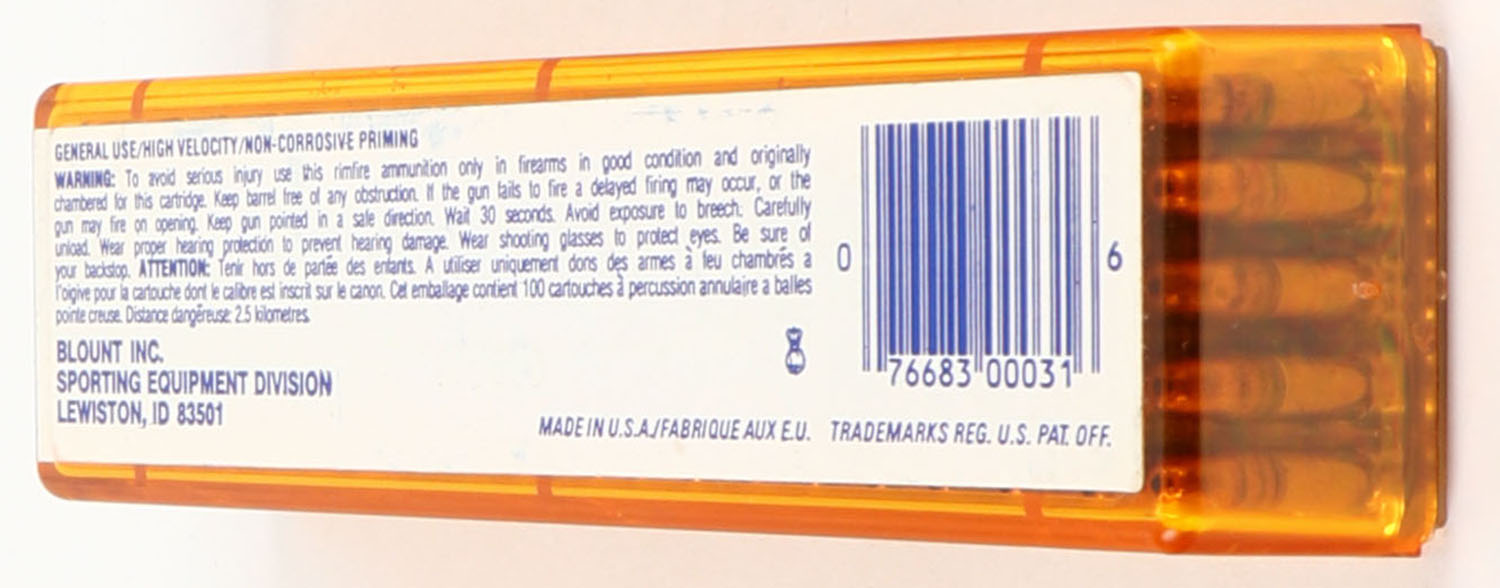 GENERAL USE/HIGH VELOCITY/NON-CORROSIVE PRIMING
WARNING: To avoid serious injury use this rimfire ammunition only in firearms in good condition and originally
chambered for this cartridge. Keep barrel free of any obstruction. If the gun fails to fire a delayed firing may occur, or the
gun may fire on opening. Keep gun pointed in a safe direction. Wait 30 seconds. Avoid exposure to breech. Carefully
unload. Wear proper hearing protection to prevent hearing damage. Wear shooting glasses to protect eyes. Be sure of
your backstop. ATTENTION: Tenir hors de partée des enfants. A utiliser uniquement dons des armes à feu chambrés a
l'oigive pour la cartouche dont le calibre est inscrit sur le canon. Cet emballage contient 100 cartouches à percussion annulaire a balles
pointe creuse. Distance dangéreuse: 2.5 kilometres.
BLOUNT INC.
SPORTING EQUIPMENT DIVISION
LEWISTON, ID 83501
0 76683 00031 6
MADE IN U.S.A./FABRIQUE AUX E.U. TRADEMARKS REG. U.S. PAT. OFF.